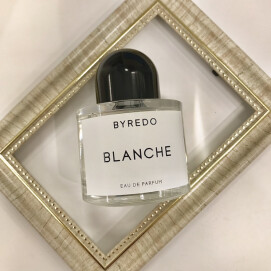 BYREDO
BLANCHE
EAU DE PARFUM